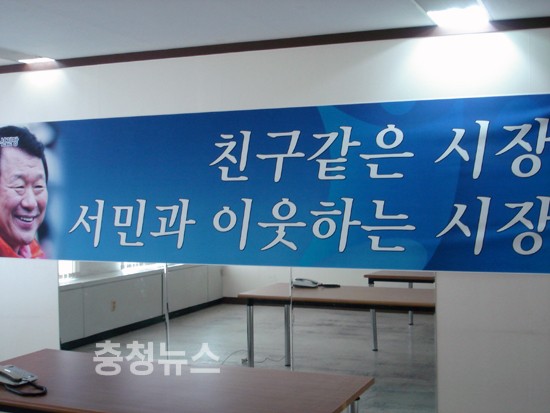 친구같은 시장
서민과 이웃하는 시장
충청뉴스